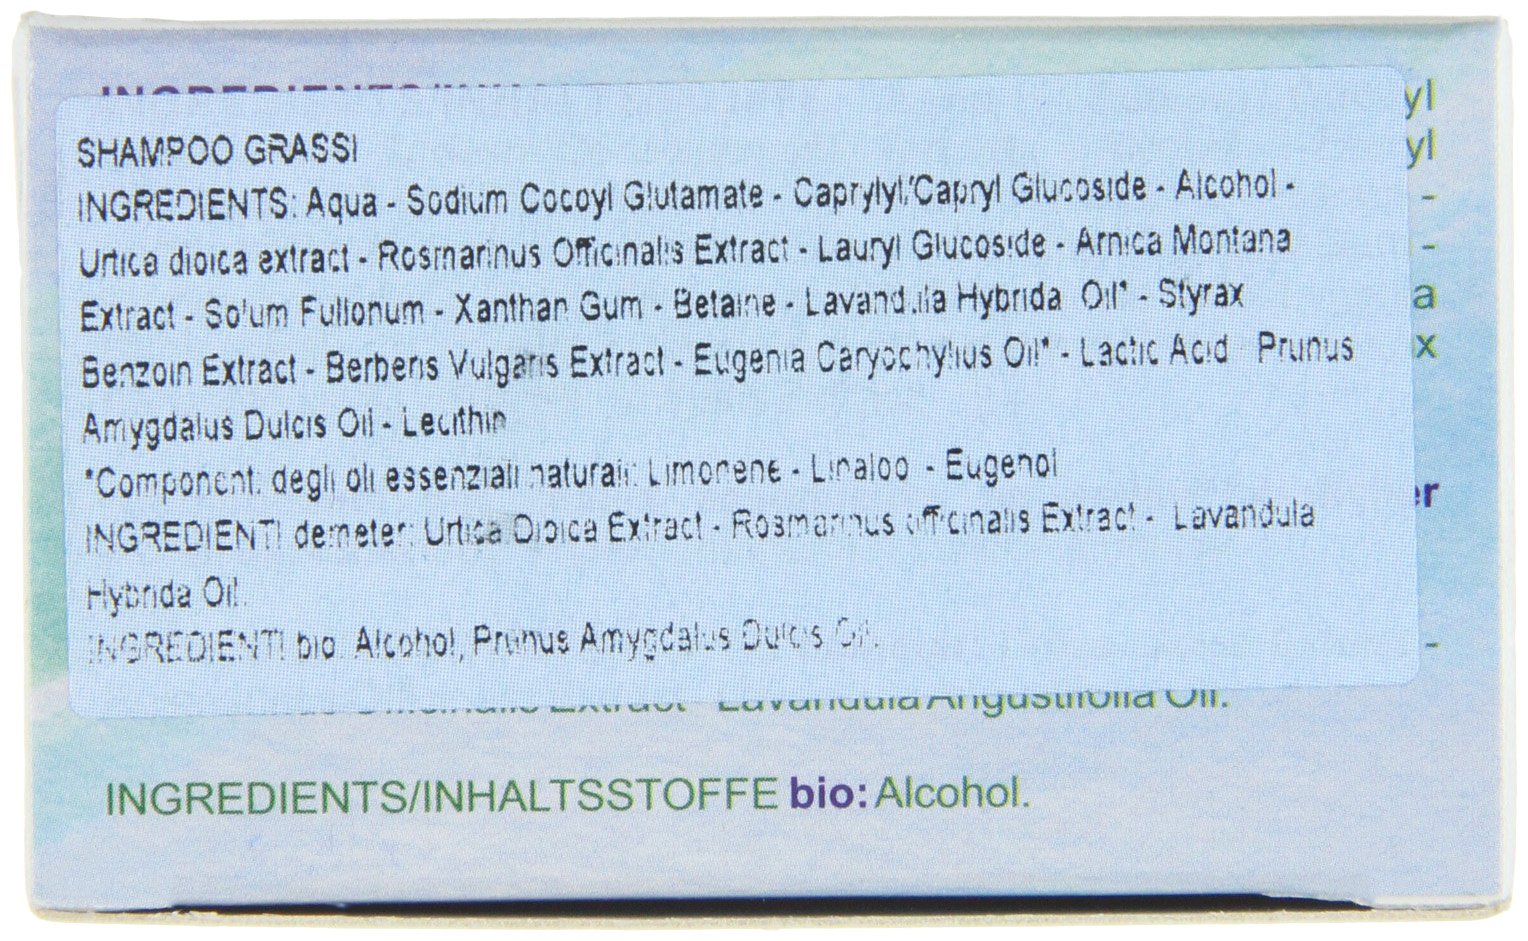 SHAMPOO GRASSI
INGREDIENTS: Aqua - Sodium Cocoyl Glutamate - Caprylyl/Capryl Glucoside - Alcohol -
Urtica dioica extract - Rosmarinus Officinalis Extract - Lauryl Glucoside - Arnica Montana
Extract - Solum Fullonum - Xanthan Gum - Betaine - Lavandula Hybrida Oil* - Styrax
Benzoin Extract - Berberis Vulgaris Extract - Eugenia Caryophyllus Oil* - Lactic Acid Prunus
Amygdalus Dulcis Oil - Lecithin
*Componenti degli oli essenziali naturali: Limonene - Linaloo - Eugenol
INGREDIENTI demeter: Urtica Dioica Extract - Rosmarinus officinalis Extract - Lavandula
Hybrida Oil.
INGREDIENTI bio: Alcohol, Prunus Amygdalus Dulcis Oil.
Officinalis Extract - Lavandula Angustifolia Oil.
INGREDIENTS/INHALTSSTOFFE bio: Alcohol.